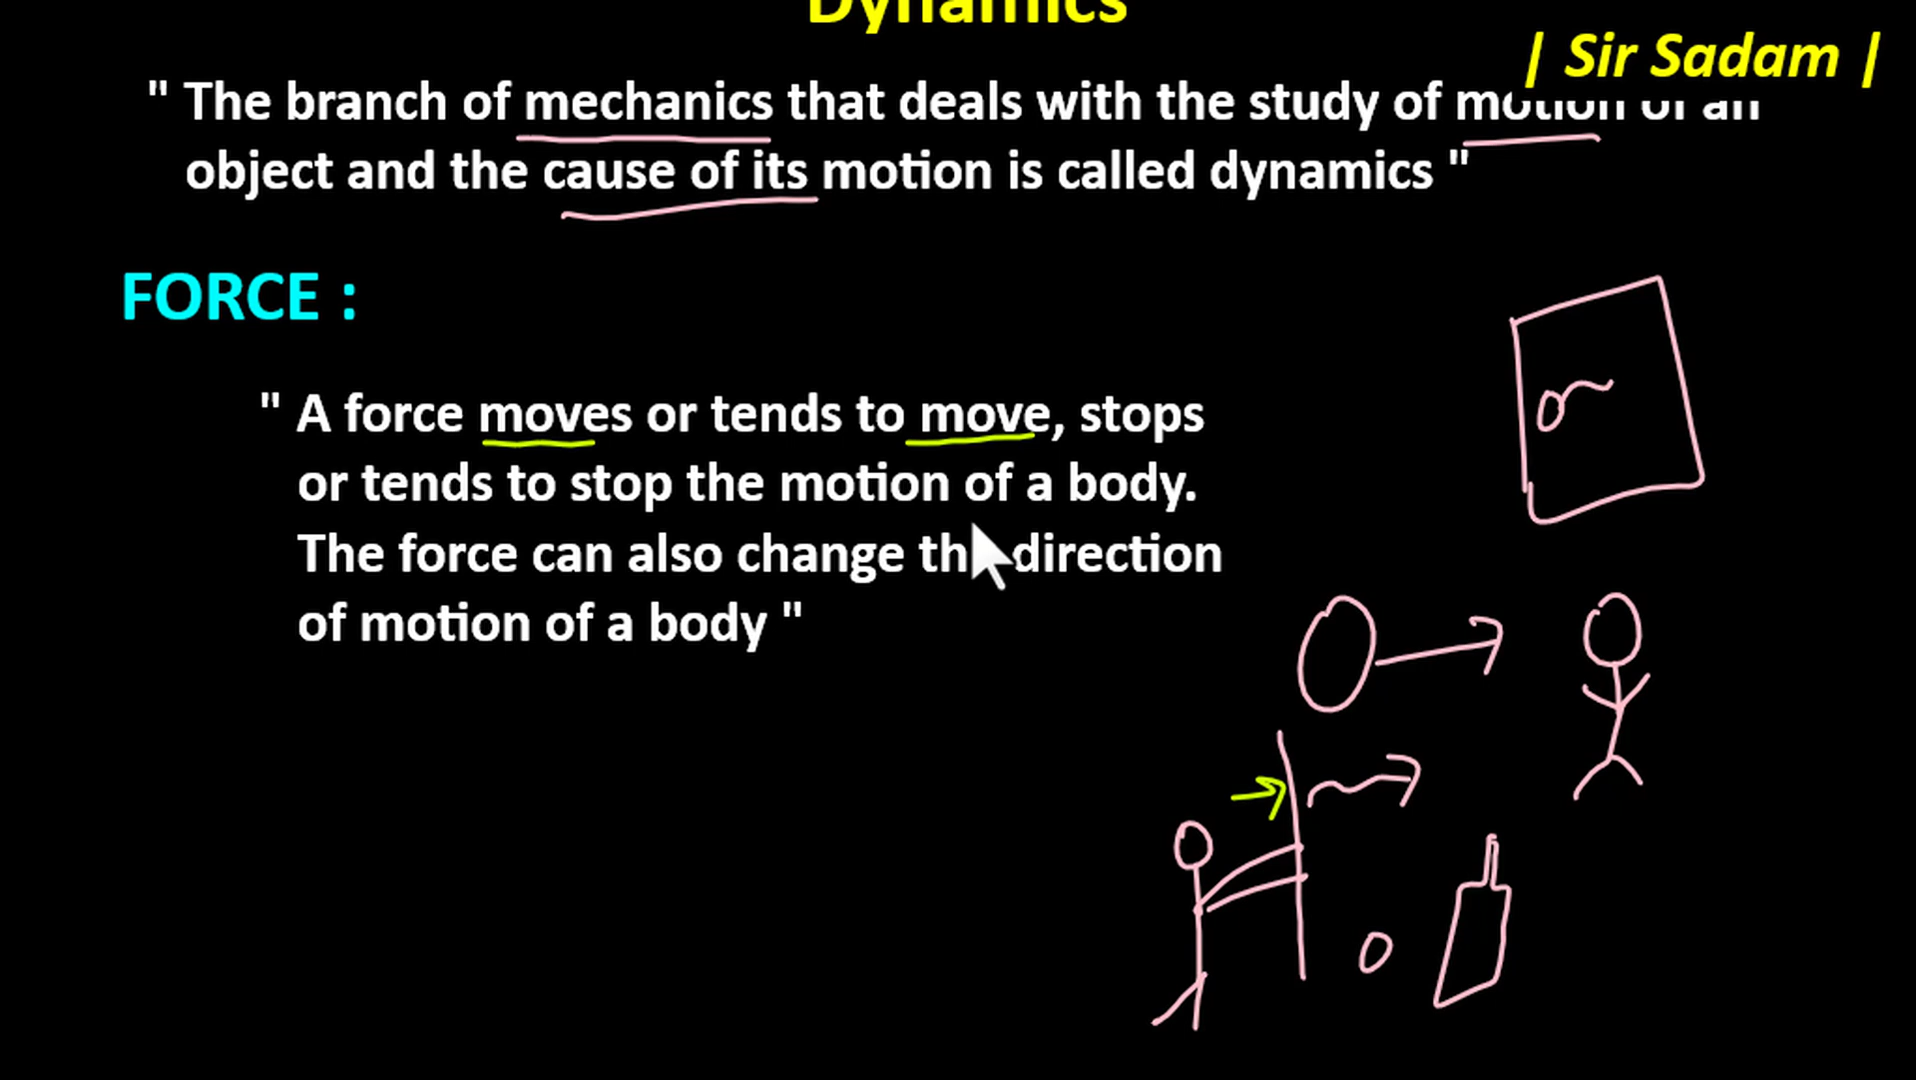 Dynamics
| Sir Sadam |
" The branch of mechanics that deals with the study of motion of an
object and the cause of its motion is called dynamics "
FORCE :
" A force moves or tends to move, stops
or tends to stop the motion of a body.
The force can also change the direction
of motion of a body "